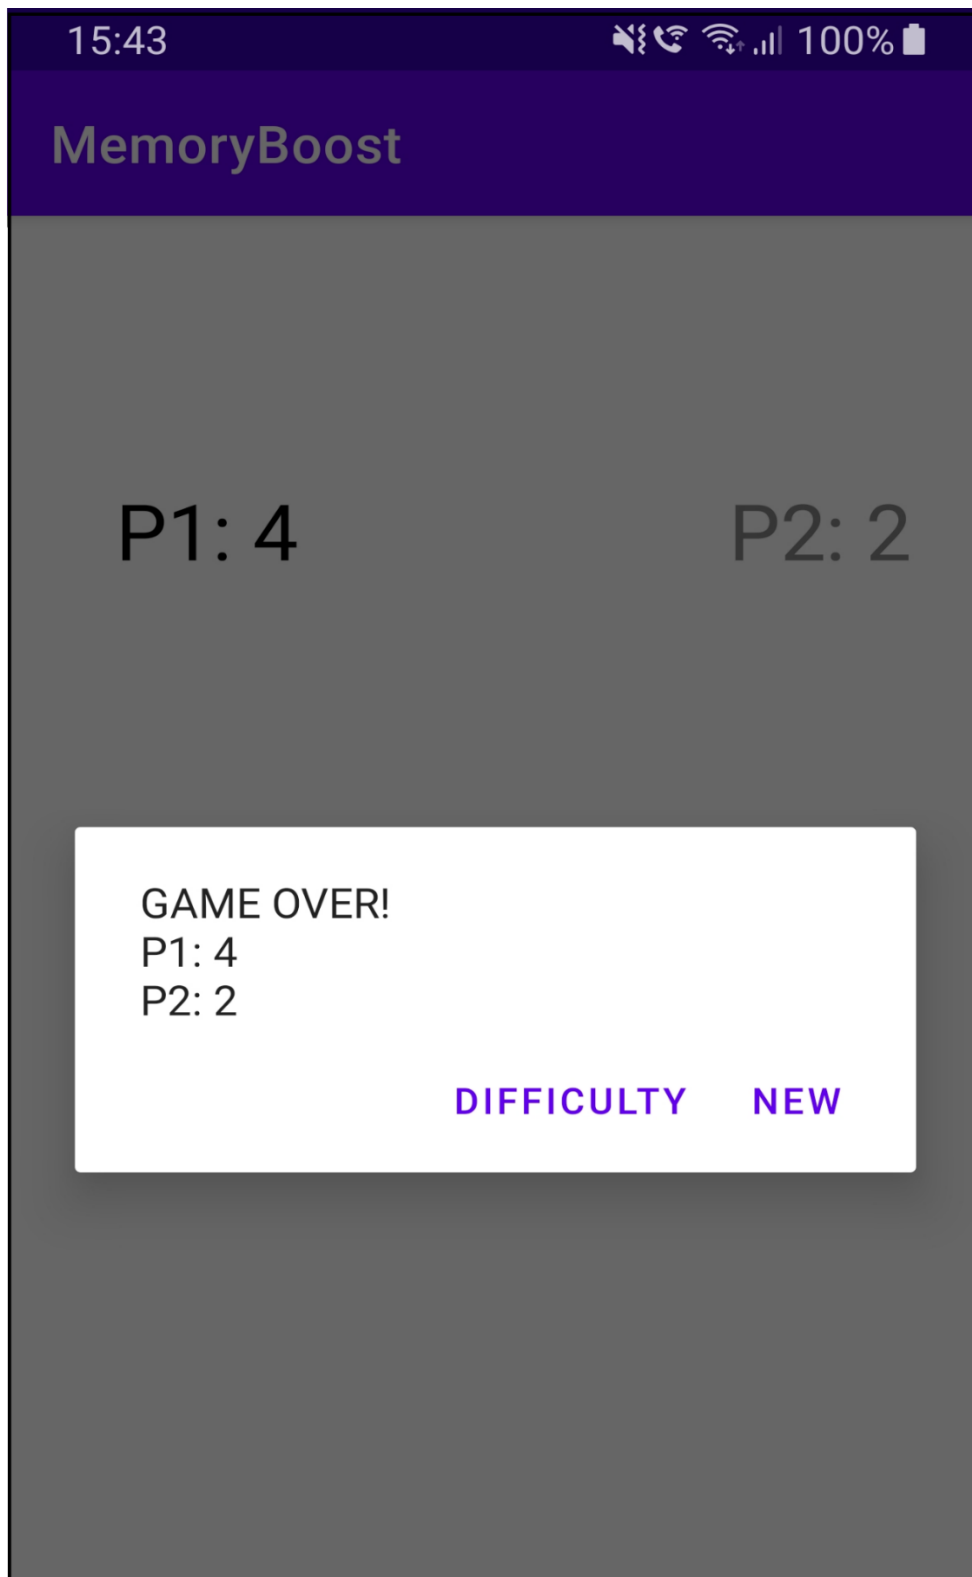 15:43 100%
MemoryBoost
P1: 4 P2: 2
GAME OVER!
P1: 4
P2: 2
DIFFICULTY NEW